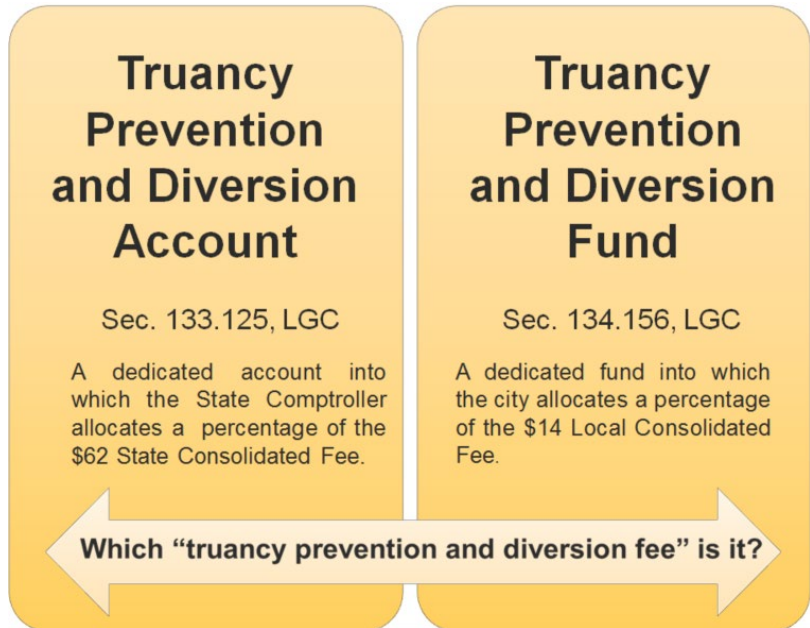 Truancy
Prevention
and Diversion
Account
Sec. 133.125, LGC
A dedicated account into
which the State Comptroller
allocates a percentage of the
$62 State Consolidated Fee.
Truancy
Prevention
and Diversion
Fund
Sec. 134.156, LGC
A dedicated fund into which
the city allocates a percentage
of the $14 Local Consolidated
Fee.
Which “truancy prevention and diversion fee” is it?